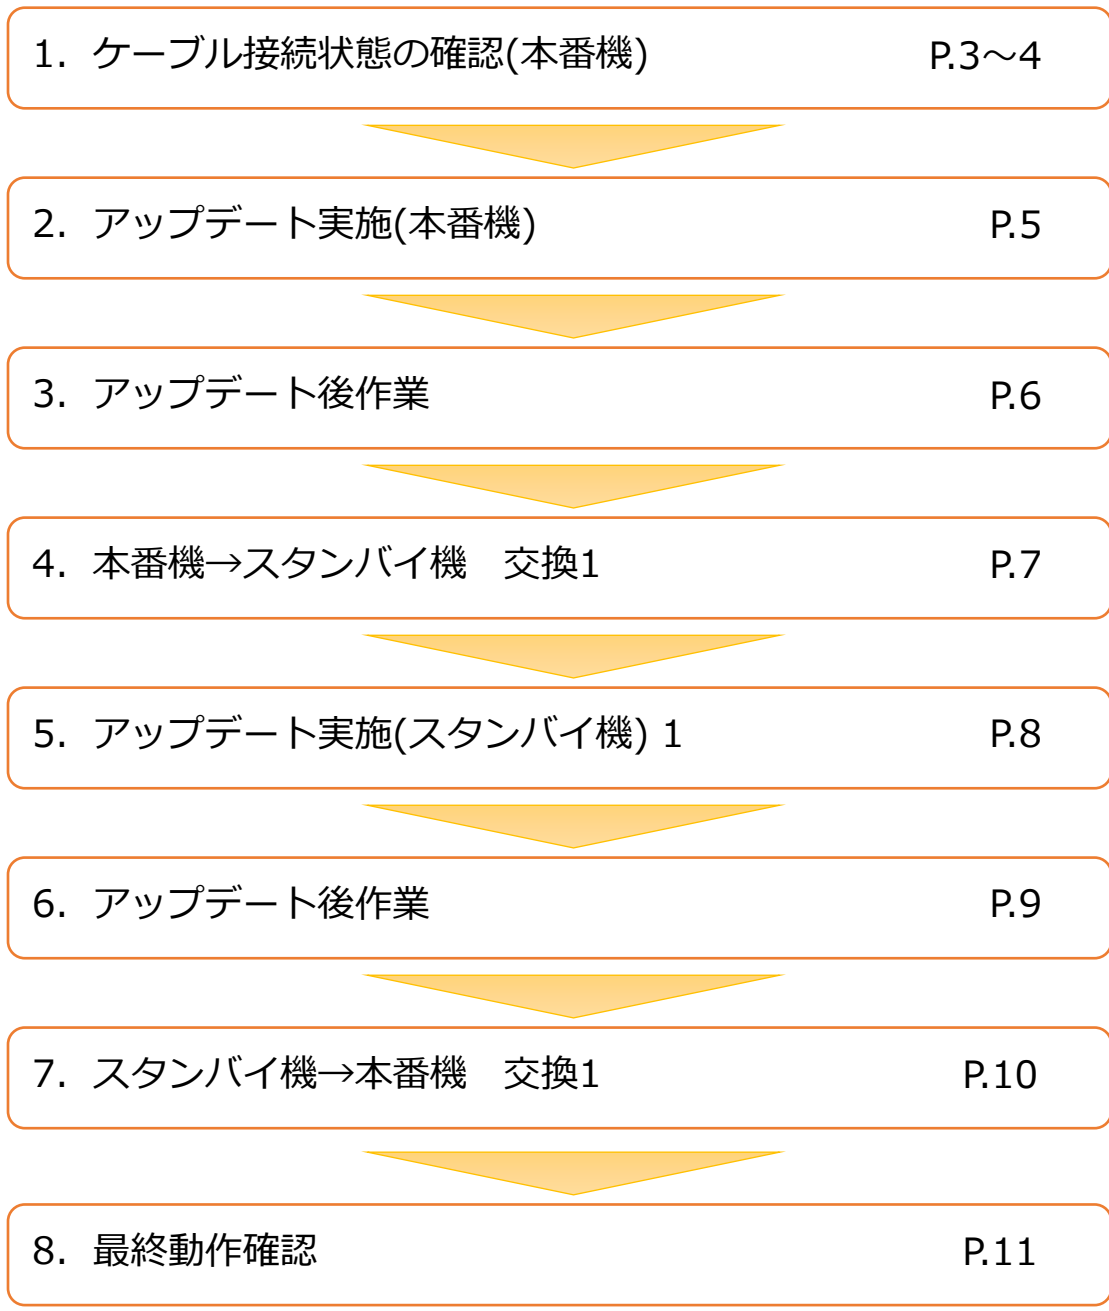 1. ケーブル接続状態の確認(本番機) P.3～4
2. アップデート実施(本番機) P.5
3. アップデート後作業 P.6
4. 本番機→スタンバイ機　交換1 P.7
5. アップデート実施(スタンバイ機) 1 P.8
6. アップデート後作業 P.9
7. スタンバイ機→本番機　交換1 P.10
8. 最終動作確認 P.11